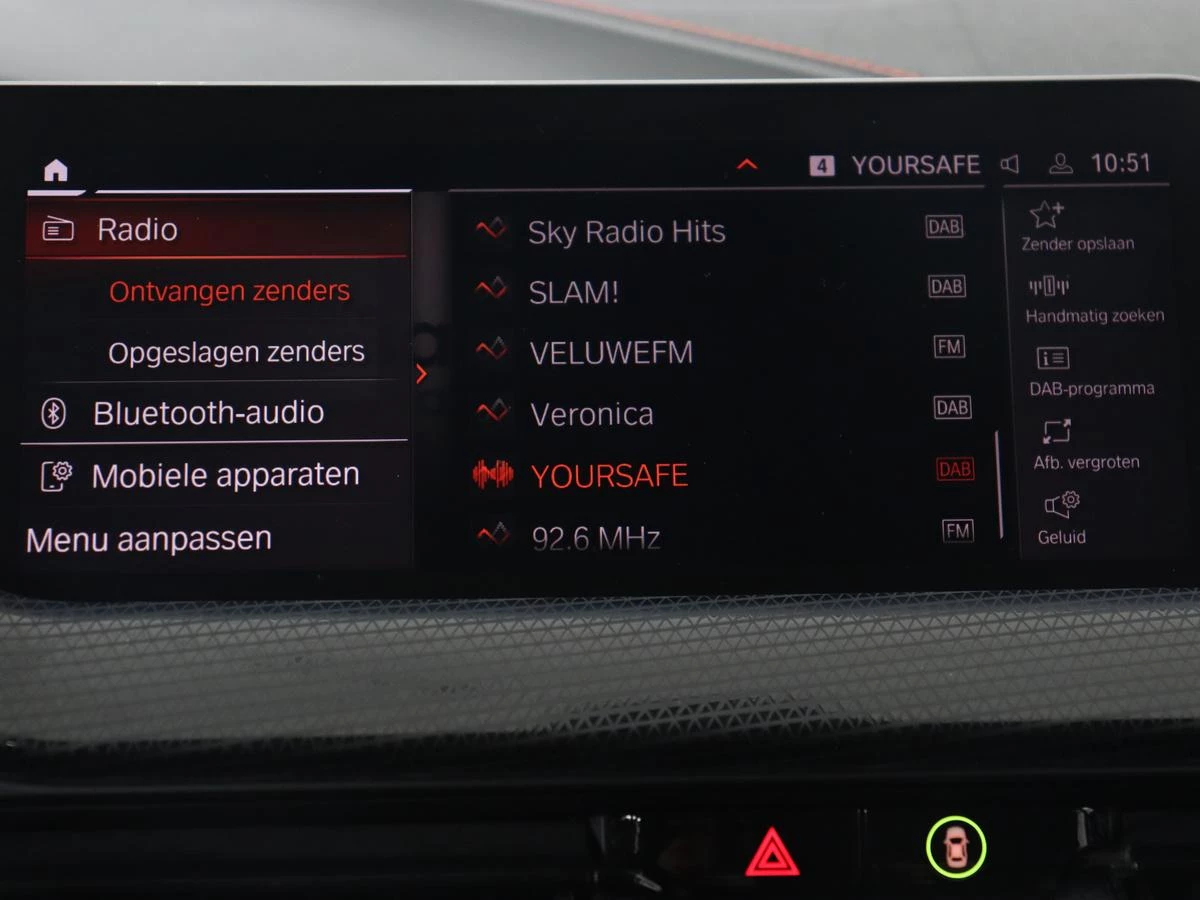 4 YOURSAFE 10:51
Radio
Ontvangen zenders
Opgeslagen zenders
Bluetooth-audio
Mobiele apparaten
Menu aanpassen
Sky Radio Hits DAB
SLAM! DAB
VELUWEFM FM
Veronica DAB
YOURSAFE DAB
92.6 MHz FM
Zender opslaan
Handmatig zoeken
DAB-programma
Afb. vergroten
Geluid